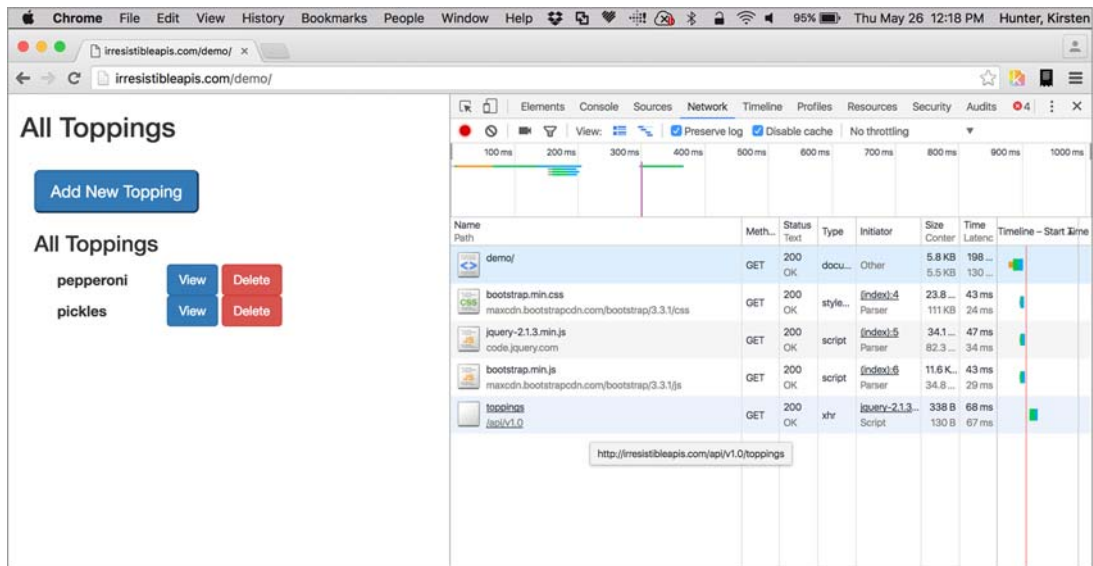 Chrome File Edit View History Bookmarks People Window Help 95% Thu May 26 12:18 PM Hunter, Kirsten
irresistibleapis.com/demo/ ×
irresistibleapis.com/demo/
All Toppings
Add New Topping
All Toppings
pepperoni View Delete
pickles View Delete
Elements Console Sources Network Timeline Profiles Resources Security Audits 4
View: Preserve log Disable cache No throttling
100 ms 200 ms 300 ms 400 ms 500 ms 600 ms 700 ms 800 ms 900 ms 1000 ms
Name Meth... Status Type Initiator Size Time Timeline – Start Time
Path Text Conter Latenc
demo/ GET 200 docu... Other 5.8 KB 198 ...
OK 5.5 KB 130 ...
bootstrap.min.css GET 200 style... (index):4 23.8 ... 43 ms
maxcdn.bootstrapcdn.com/bootstrap/3.3.1/css OK Parser 111 KB 24 ms
jquery-2.1.3.min.js GET 200 script (index):5 34.1 ... 47 ms
code.jquery.com OK Parser 82.3 ... 34 ms
bootstrap.min.js GET 200 script (index):6 11.6 K... 43 ms
maxcdn.bootstrapcdn.com/bootstrap/3.3.1/js OK Parser 34.8 ... 29 ms
toppings GET 200 xhr jquery-2.1.3... 338 B 68 ms
/api/v1.0 OK Script 130 B 67 ms
http://irresistibleapis.com/api/v1.0/toppings